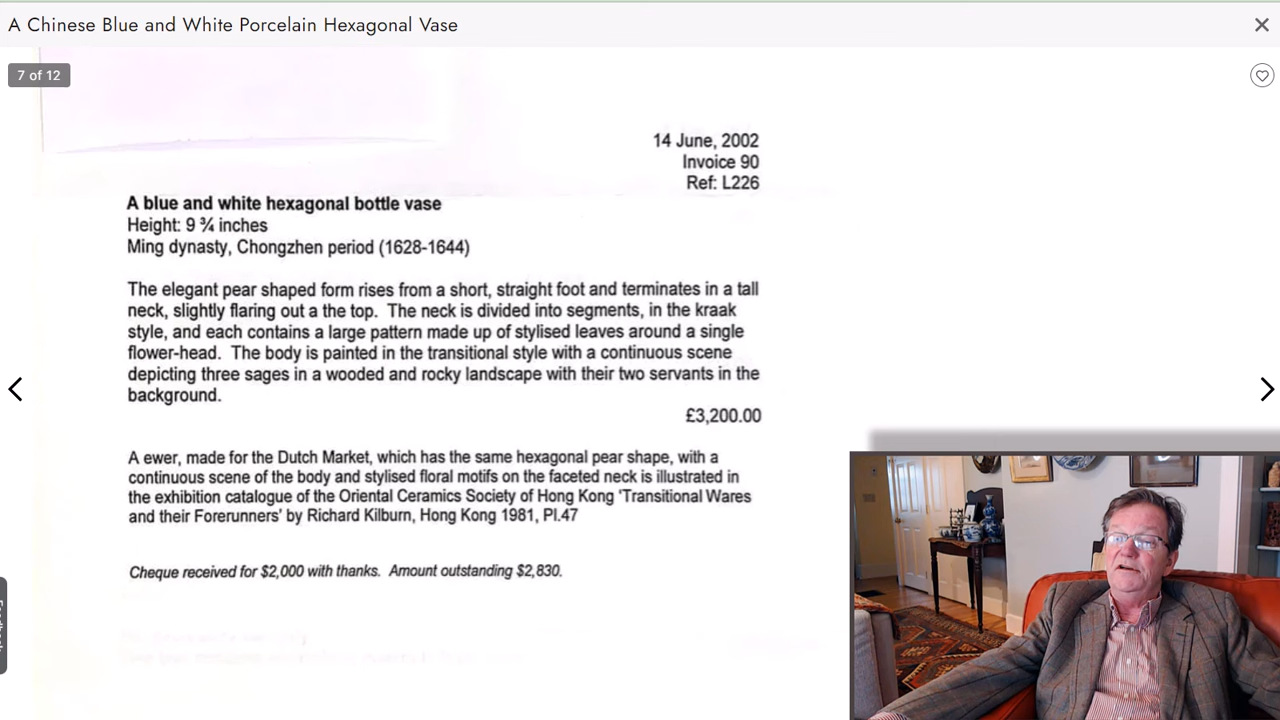 A Chinese Blue and White Porcelain Hexagonal Vase
7 of 12
14 June, 2002
Invoice 90
Ref: L226
A blue and white hexagonal bottle vase
Height: 9 ¾ inches
Ming dynasty, Chongzhen period (1628-1644)
The elegant pear shaped form rises from a short, straight foot and terminates in a tall
neck, slightly flaring out a the top.  The neck is divided into segments, in the kraak
style, and each contains a large pattern made up of stylised leaves around a single
flower-head.  The body is painted in the transitional style with a continuous scene
depicting three sages in a wooded and rocky landscape with their two servants in the
background.
£3,200.00
A ewer, made for the Dutch Market, which has the same hexagonal pear shape, with a
continuous scene of the body and stylised floral motifs on the faceted neck is illustrated in
the exhibition catalogue of the Oriental Ceramics Society of Hong Kong ‘Transitional Wares
and their Forerunners’ by Richard Kilburn, Hong Kong 1981, Pl.47
Cheque received for $2,000 with thanks.  Amount outstanding $2,830.